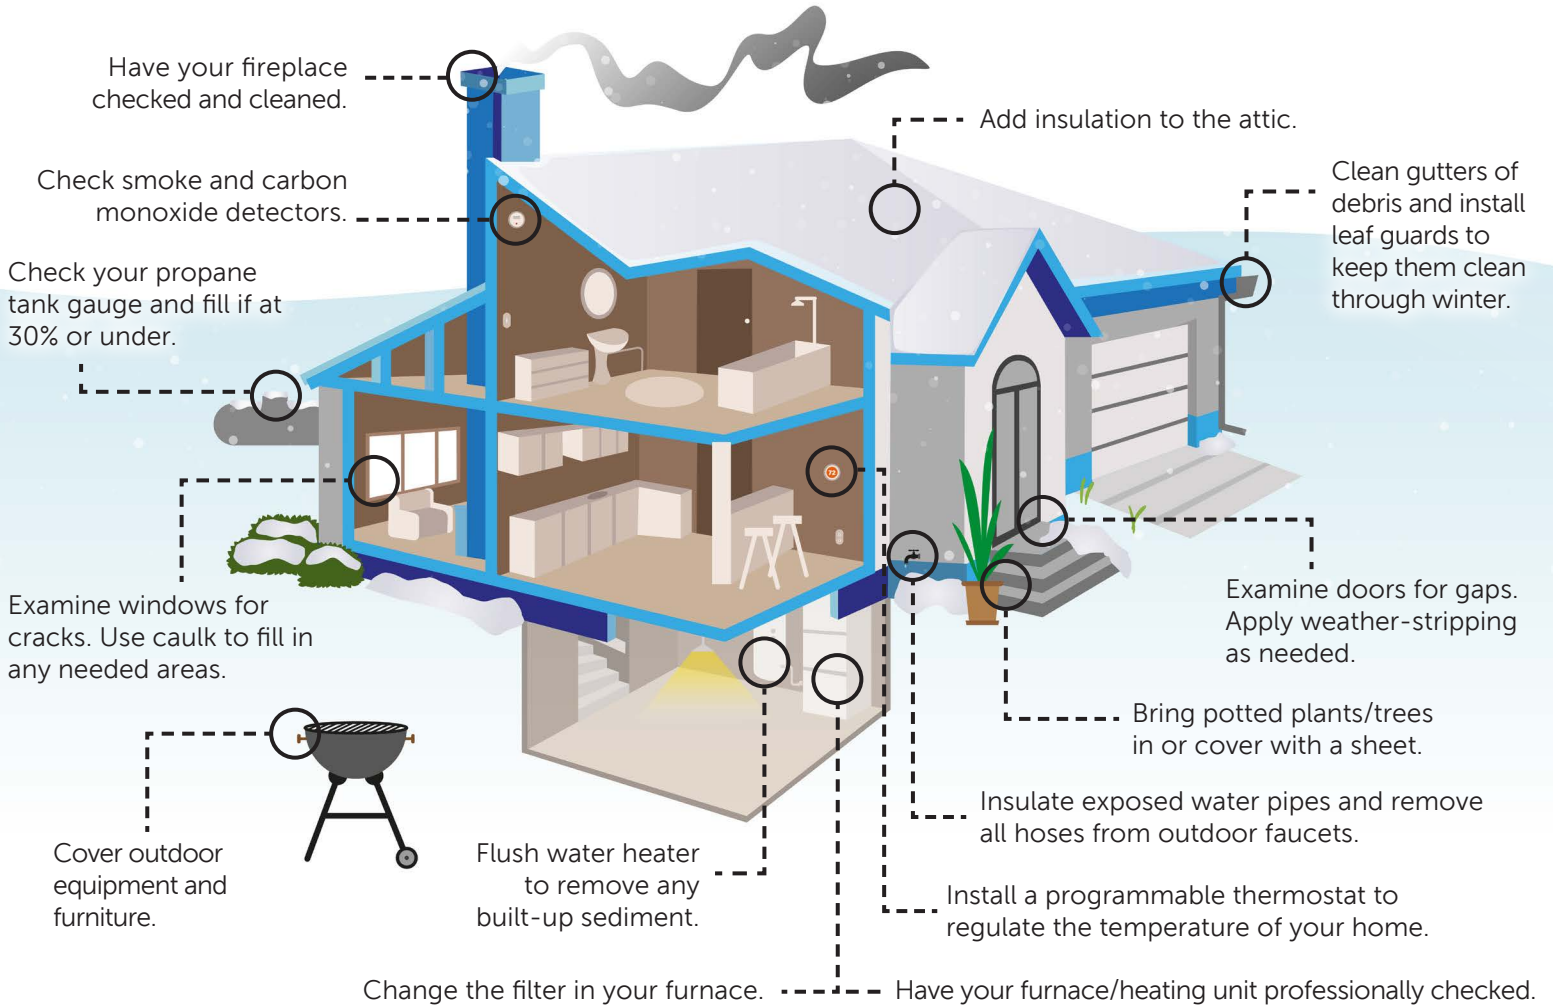 Have your fireplace
checked and cleaned.
Add insulation to the attic.
Check smoke and carbon
monoxide detectors.
Clean gutters of
debris and install
leaf guards to
keep them clean
through winter.
Check your propane
tank gauge and fill if at
30% or under.
72
Examine windows for
cracks. Use caulk to fill in
any needed areas.
Examine doors for gaps.
Apply weather-stripping
as needed.
Bring potted plants/trees
in or cover with a sheet.
Insulate exposed water pipes and remove
all hoses from outdoor faucets.
Cover outdoor
equipment and
furniture.
Flush water heater
to remove any
built-up sediment.
Install a programmable thermostat to
regulate the temperature of your home.
Change the filter in your furnace.
Have your furnace/heating unit professionally checked.